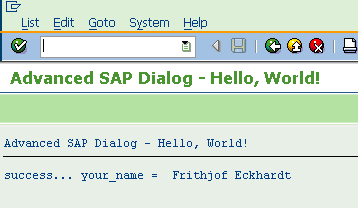 List Edit Goto System Help
Advanced SAP Dialog - Hello, World!
Advanced SAP Dialog - Hello, World!
success... your_name =  Frithjof Eckhardt